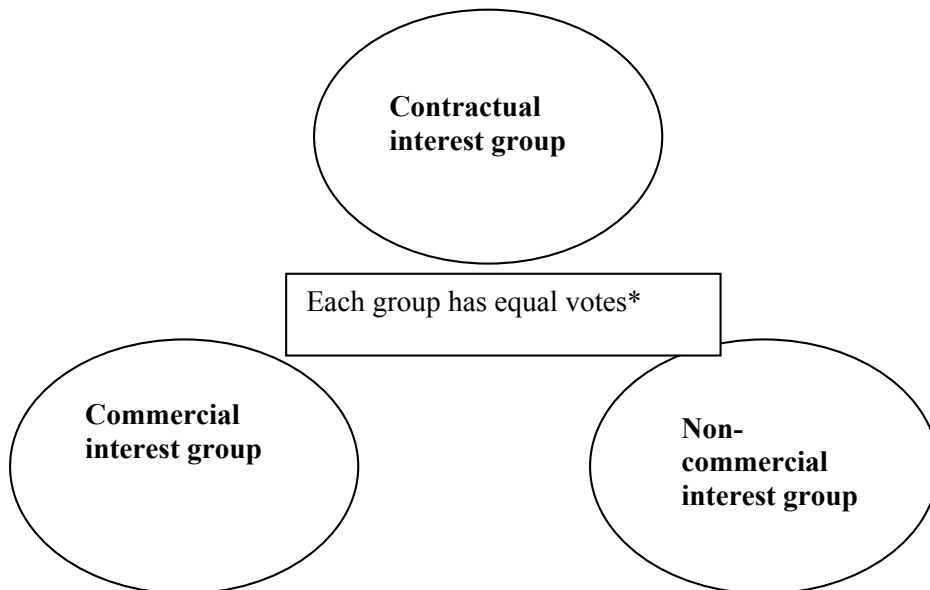 Contractual
interest group
Each group has equal votes*
Commercial
interest group
Non-
commercial
interest group